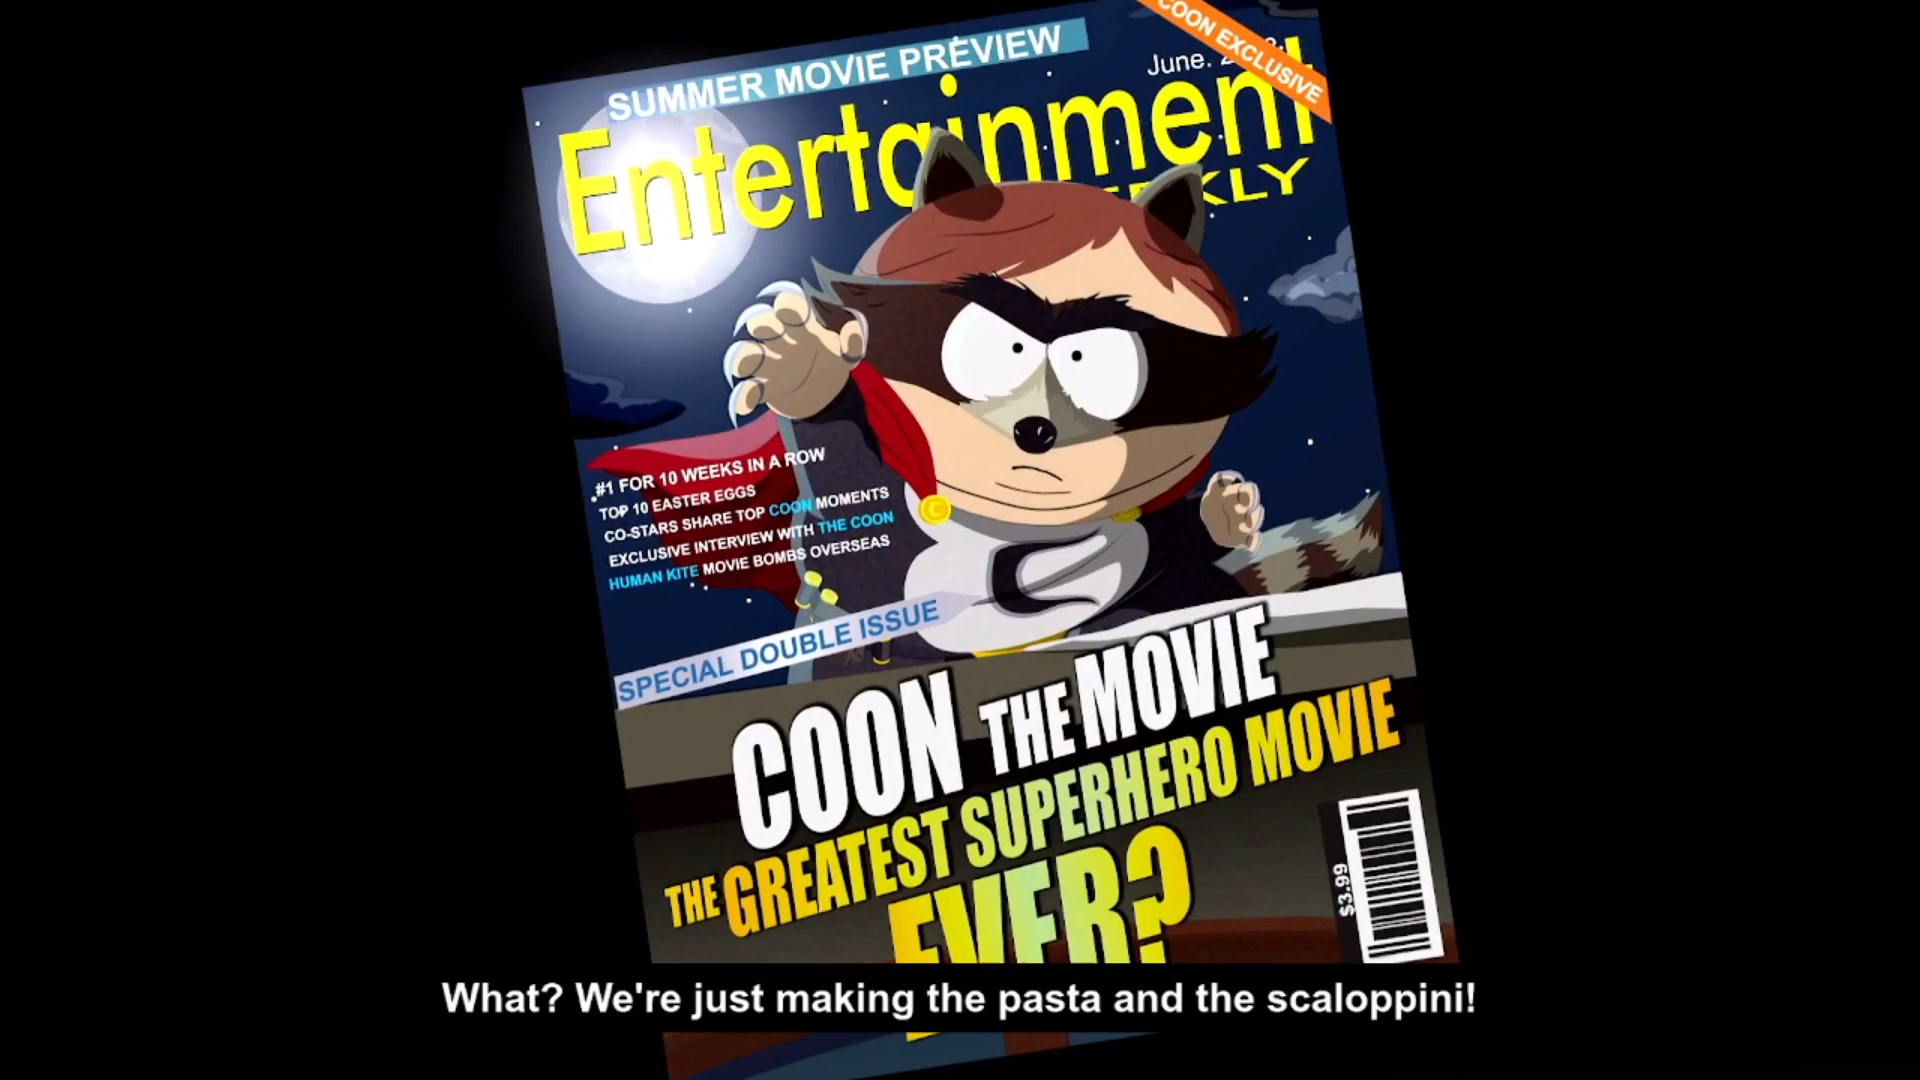 COON EXCLUSIVE
SUMMER MOVIE PREVIEW
June.
Entertainment
#1 FOR 10 WEEKS IN A ROW
TOP 10 EASTER EGGS
CO-STARS SHARE TOP COON MOMENTS
EXCLUSIVE INTERVIEW WITH THE COON
HUMAN KITE MOVIE BOMBS OVERSEAS
SPECIAL DOUBLE ISSUE
COON THE MOVIE
THE GREATEST SUPERHERO MOVIE
EVER?
$3.99
What? We're just making the pasta and the scaloppini!